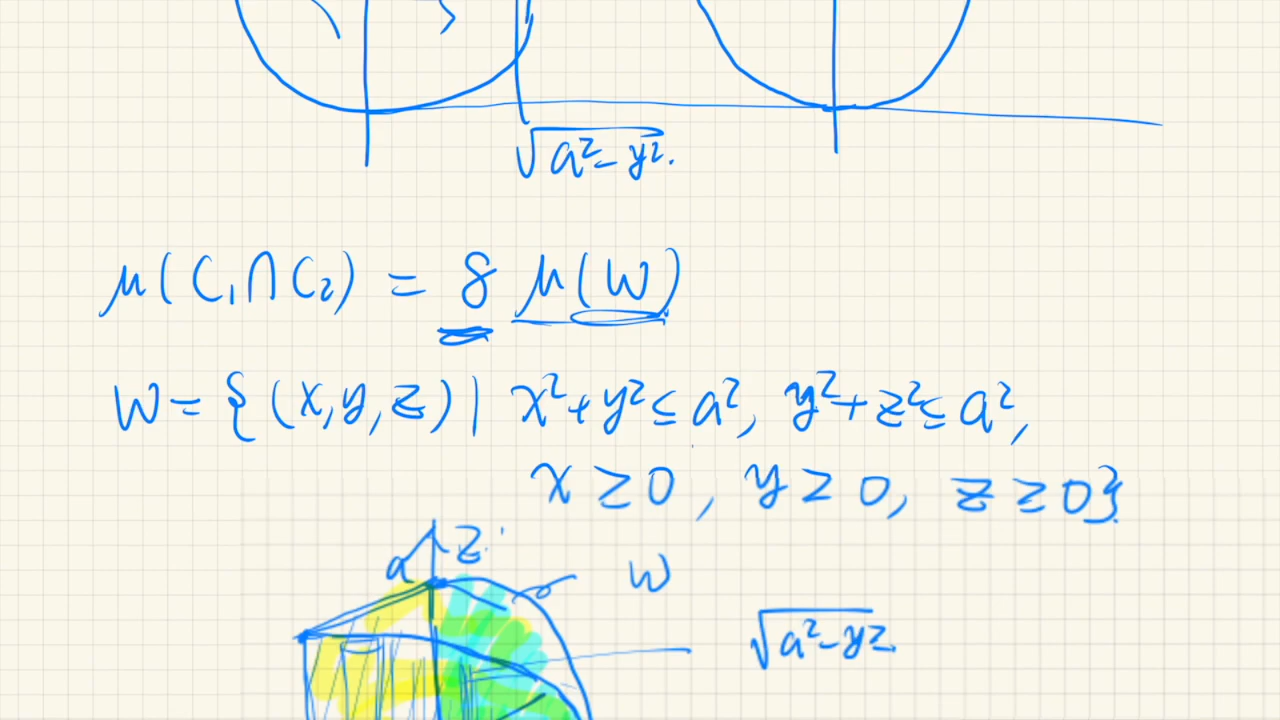 √a²-y².
μ(C₁∩C₂) = 8 μ(W)
W={(x,y,z)| x²+y²≤a², y²+z²≤a²,
x≥0, y≥0, z≥0}
a z
W
√a²-y²